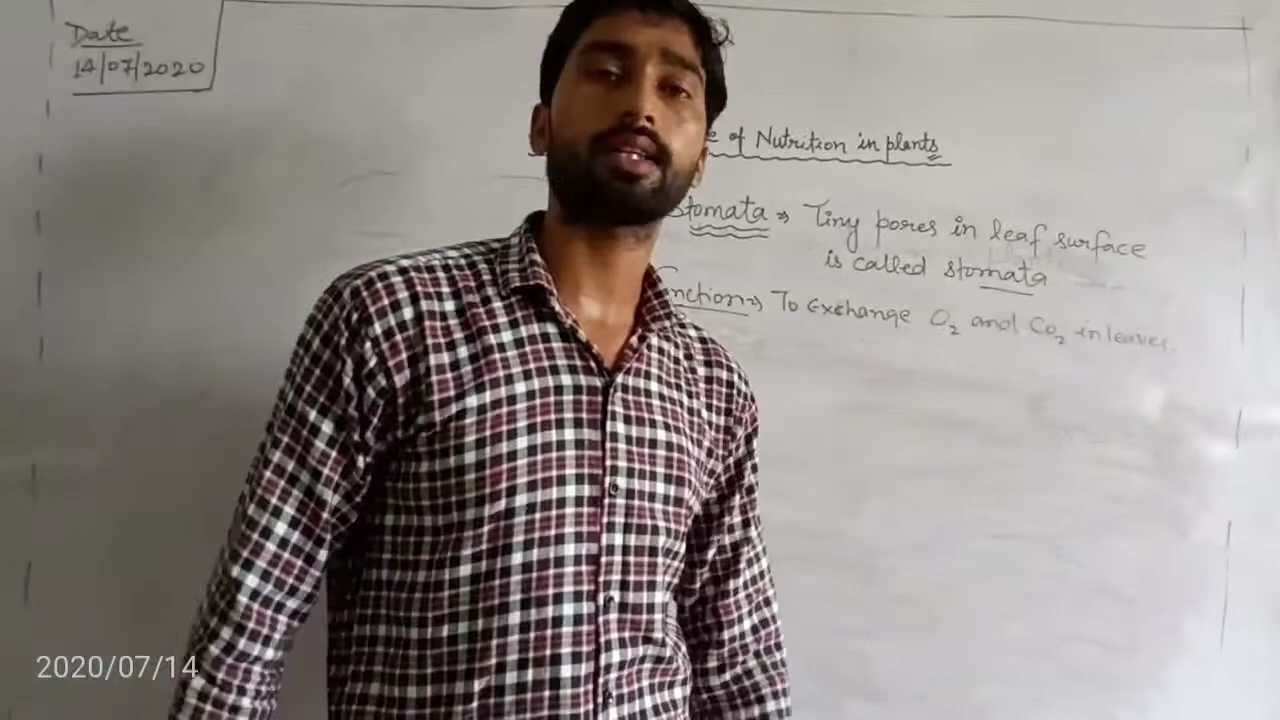 Date
14/07/2020
of Nutrition in plants
Stomata ⇒ Tiny pores in leaf surface
is called stomata
nction ⇒ To Exchange O₂ and Co₂ in leaves.
2020/07/14